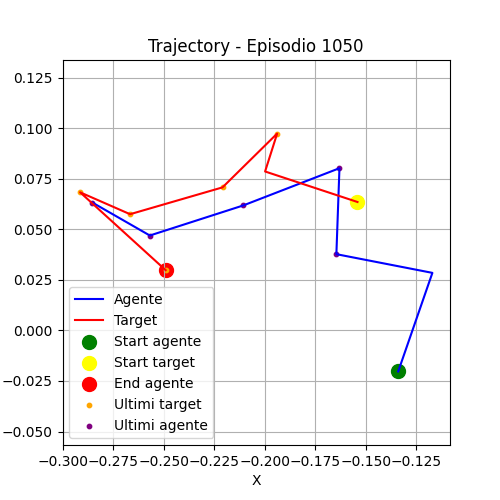 Trajectory - Episodio 1050
0.125
0.100
0.075
0.050
0.025
0.000
−0.025
−0.050
Agente
Target
Start agente
Start target
End agente
Ultimi target
Ultimi agente
−0.300 −0.275 −0.250 −0.225 −0.200 −0.175 −0.150 −0.125
X